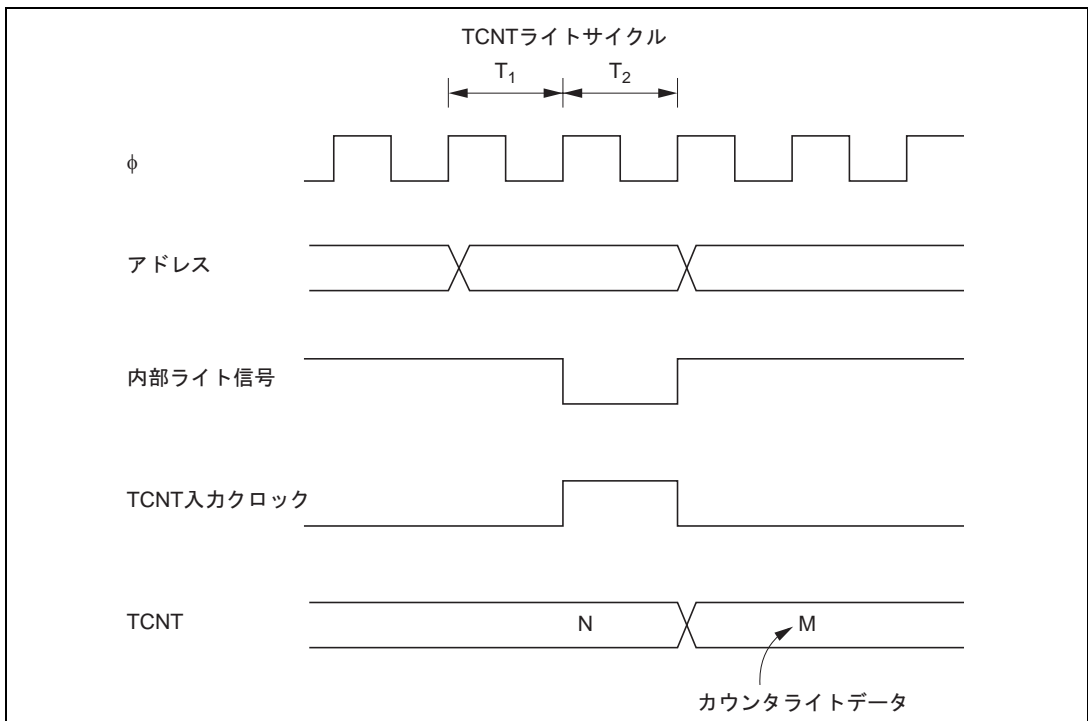 TCNTライトサイクル
T1 T2
φ
アドレス
内部ライト信号
TCNT入力クロック
TCNT N M
カウンタライトデータ